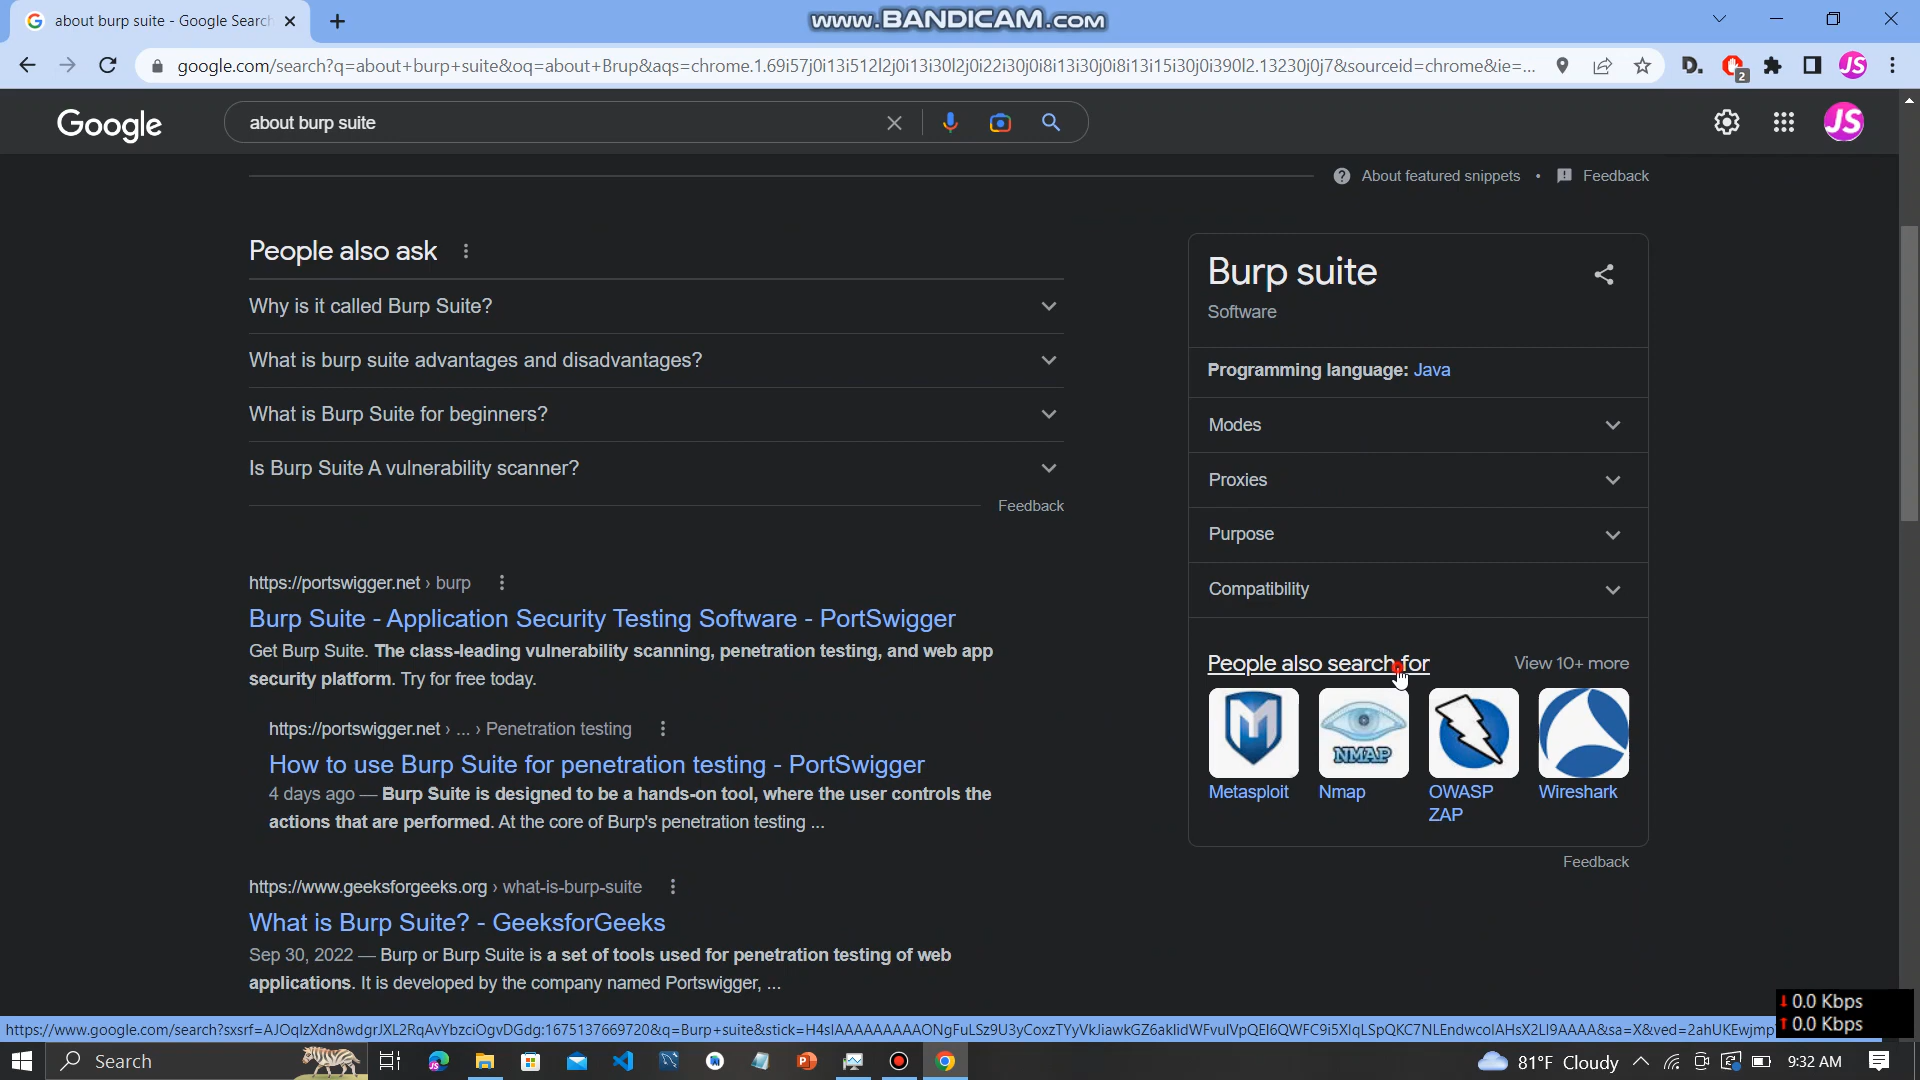 about burp suite - Google Search
www.BANDICAM.com
google.com/search?q=about+burp+suite&oq=about+Brup&aqs=chrome.1.69i57j0i13i512l2j0i13i30l2j0i22i30j0i8i13i30j0i8i13i15i30j0i390l2.13230j0j7&sourceid=chrome&ie=...
D.
2
JS
Google
about burp suite
JS
About featured snippets • Feedback
People also ask
Why is it called Burp Suite?
What is burp suite advantages and disadvantages?
What is Burp Suite for beginners?
Is Burp Suite A vulnerability scanner?
Feedback
https://portswigger.net › burp
Burp Suite - Application Security Testing Software - PortSwigger
Get Burp Suite. The class-leading vulnerability scanning, penetration testing, and web app
security platform. Try for free today.
https://portswigger.net › ... › Penetration testing
How to use Burp Suite for penetration testing - PortSwigger
4 days ago — Burp Suite is designed to be a hands-on tool, where the user controls the
actions that are performed. At the core of Burp's penetration testing ...
https://www.geeksforgeeks.org › what-is-burp-suite
What is Burp Suite? - GeeksforGeeks
Sep 30, 2022 — Burp or Burp Suite is a set of tools used for penetration testing of web
applications. It is developed by the company named Portswigger, ...
Burp suite
Software
Programming language: Java
Modes
Proxies
Purpose
Compatibility
People also search for
View 10+ more
NMAP
Metasploit
Nmap
OWASP
ZAP
Wireshark
Feedback
0.0 Kbps
0.0 Kbps
Search
81°F Cloudy
9:32 AM